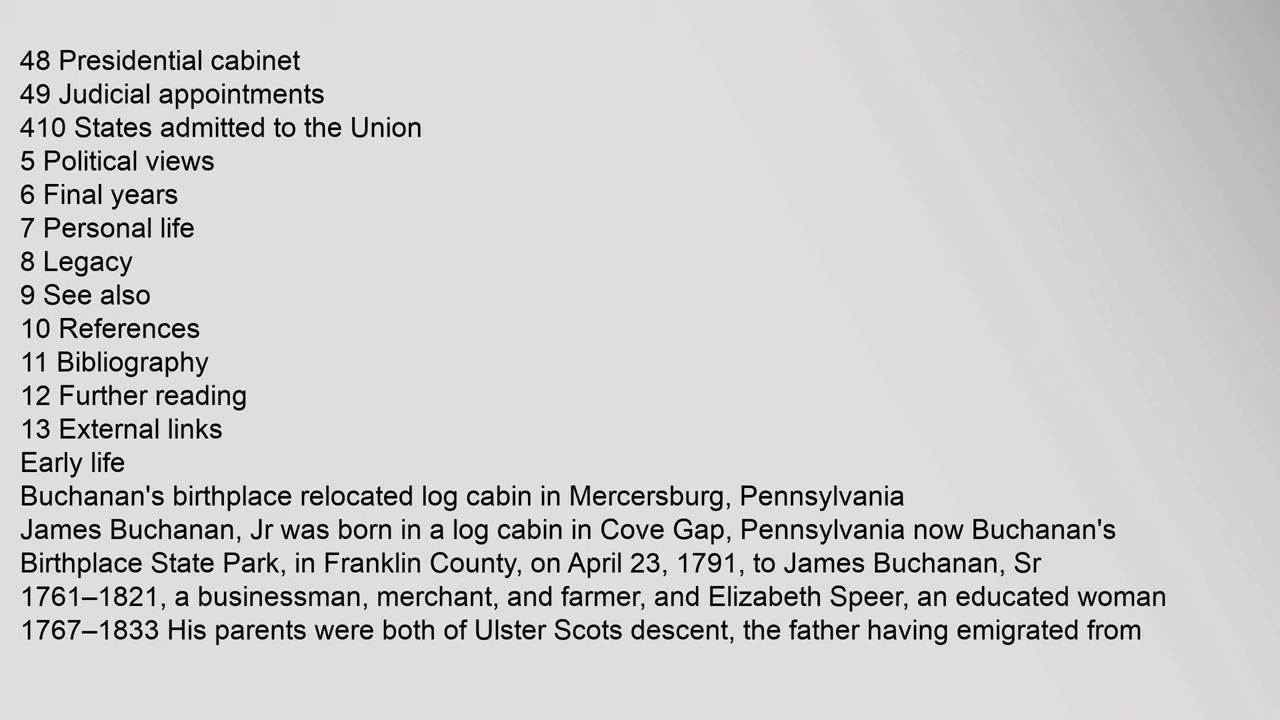 48 Presidential cabinet
49 Judicial appointments
410 States admitted to the Union
5 Political views
6 Final years
7 Personal life
8 Legacy
9 See also
10 References
11 Bibliography
12 Further reading
13 External links
Early life
Buchanan's birthplace relocated log cabin in Mercersburg, Pennsylvania
James Buchanan, Jr was born in a log cabin in Cove Gap, Pennsylvania now Buchanan's
Birthplace State Park, in Franklin County, on April 23, 1791, to James Buchanan, Sr
1761–1821, a businessman, merchant, and farmer, and Elizabeth Speer, an educated woman
1767–1833 His parents were both of Ulster Scots descent, the father having emigrated from